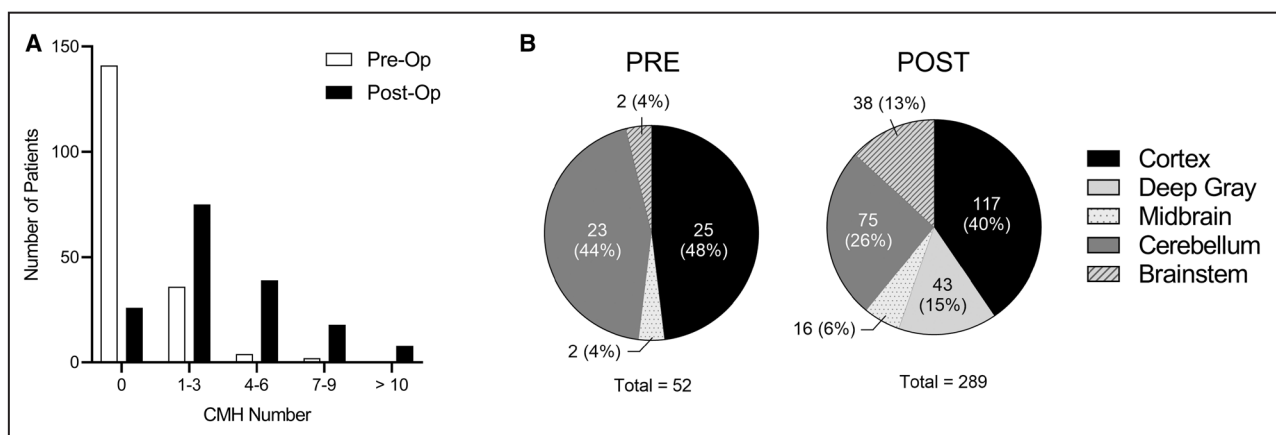 A
150
100
50
0
Number of Patients
Pre-Op
Post-Op
0 1-3 4-6 7-9 > 10
CMH Number
B
PRE
2 (4%)
23
(44%)
25
(48%)
2 (4%)
Total = 52
POST
38 (13%)
117
(40%)
75
(26%)
43
(15%)
16 (6%)
Total = 289
Cortex
Deep Gray
Midbrain
Cerebellum
Brainstem